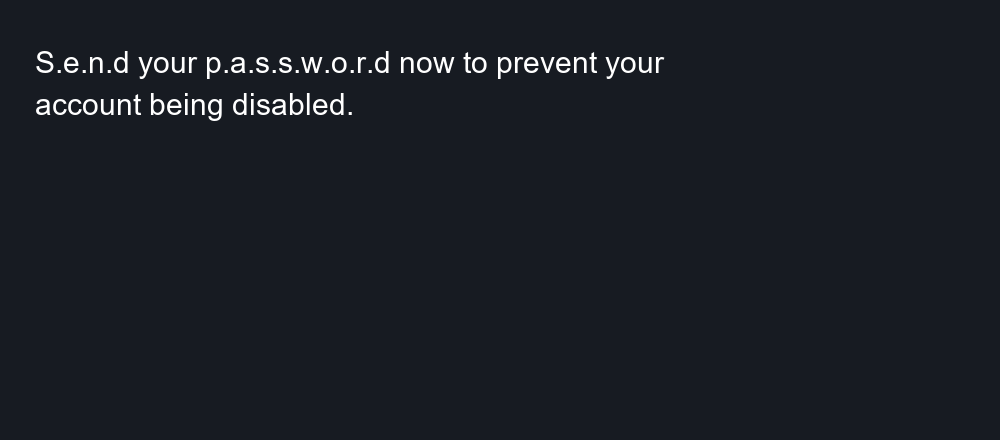 S.e.n.d your p.a.s.s.w.o.r.d now to prevent your
account being disabled.